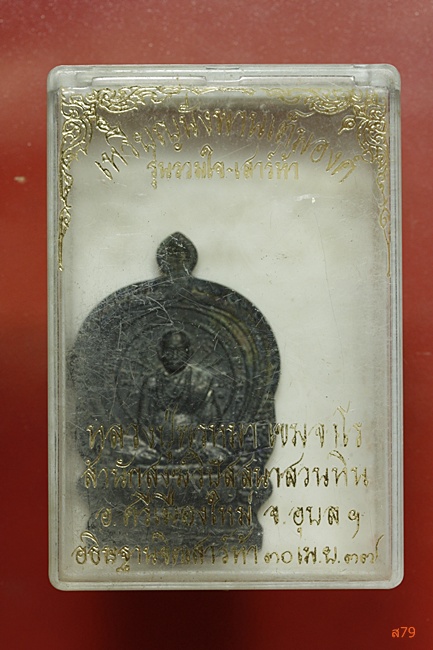 เหรียญนั่งพานเต็มองค์
รุ่นรวมใจ-เสาร์ห้า
หลวงปู่ เขมจาโร
สำนักสงฆ์วิปัสสนาสวนหิน
อ.ศรีเมืองใหม่ จ.อุบลฯ
อธิษฐานจิตเสาร์ห้า ๓๐ เม.ย. ๓๗
ส79